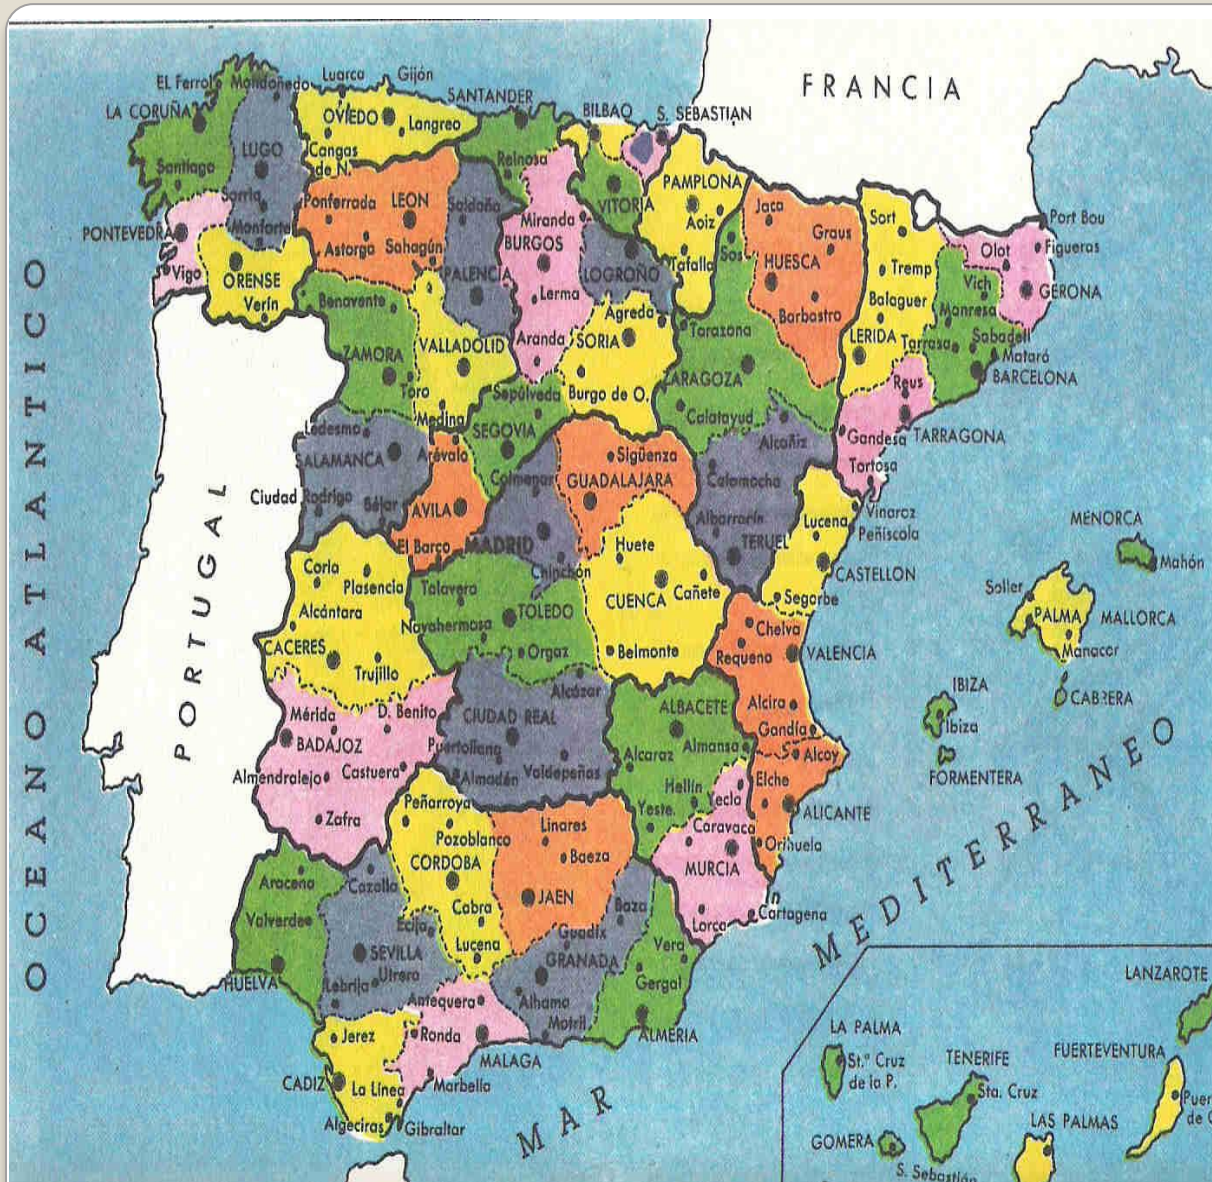 FRANCIA
EL Ferrol
Mondoñedo
Luarca
Gijón
LA CORUÑA
OVIEDO
Langreo
SANTANDER
BILBAO
S. SEBASTIAN
LUGO
Cangas
de N.
Santiago
Reinosa
PAMPLONA
Sarria
Ponferrada
LEON
Saldaña
VITORIA
Aoiz
Jaca
Sort
Port Bou
PONTEVEDRA
Monforte
Astorga
Sahagún
Miranda
BURGOS
Graus
Olot
Figueras
Vigo
ORENSE
Verín
PALENCIA
LOGROÑO
Tafalla
Sos
HUESCA
Tremp
Vich
GERONA
Benavente
Lerma
Agreda
Barbastro
Balaguer
Manresa
ZAMORA
VALLADOLID
Aranda
SORIA
Tarazona
LERIDA
Tarrasa
Sabadell
Mataró
BARCELONA
Toro
Medina
Sepúlveda
Burgo de O.
ZARAGOZA
Reus
Calatayud
Ledesma
SEGOVIA
Alcañiz
Gandesa
TARRAGONA
SALAMANCA
Arévalo
Sigüenza
Tortosa
Ciudad Rodrigo
Béjar
Colmenar
GUADALAJARA
Calamocha
AVILA
Albarracín
Lucena
Vinaroz
Peñiscola
MENORCA
El Barco
MADRID
Huete
TERUEL
Mahón
Coria
Plasencia
Talavera
Chinchón
CUENCA
Cañete
CASTELLON
Soller
Alcántara
TOLEDO
Segorbe
PALMA
MALLORCA
Navahermosa
Chelva
CACERES
Orgaz
Belmonte
Requena
VALENCIA
Manacor
Trujillo
Alcázar
IBIZA
CABRERA
Mérida
D. Benito
CIUDAD REAL
ALBACETE
Alcira
Ibiza
BADAJOZ
Puertollano
Alcaraz
Almansa
Gandía
Almendralejo
Castuera
Almadén
Valdepeñas
Alcoy
FORMENTERA
Zafra
Peñarroya
Hellín
Yecla
Elche
Pozoblanco
Linares
Yeste
Caravaca
ALICANTE
CORDOBA
Baeza
MURCIA
Orihuela
Aracena
Cazalla
JAEN
Valverde
Cabra
Baza
Lorca
Cartagena
Ecija
Lucena
Guadix
Vera
SEVILLA
GRANADA
HUELVA
Lebrija
Utrera
Antequera
Alhama
Gergal
Jerez
Ronda
Motril
ALMERIA
MALAGA
CADIZ
La Línea
Marbella
Algeciras
Gibraltar
PORTUGAL
OCEANO ATLANTICO
MAR MEDITERRANEO
LANZAROTE
LA PALMA
St.ª Cruz
de la P.
TENERIFE
Sta. Cruz
FUERTEVENTURA
Puer
de
LAS PALMAS
GOMERA
S. Sebastián